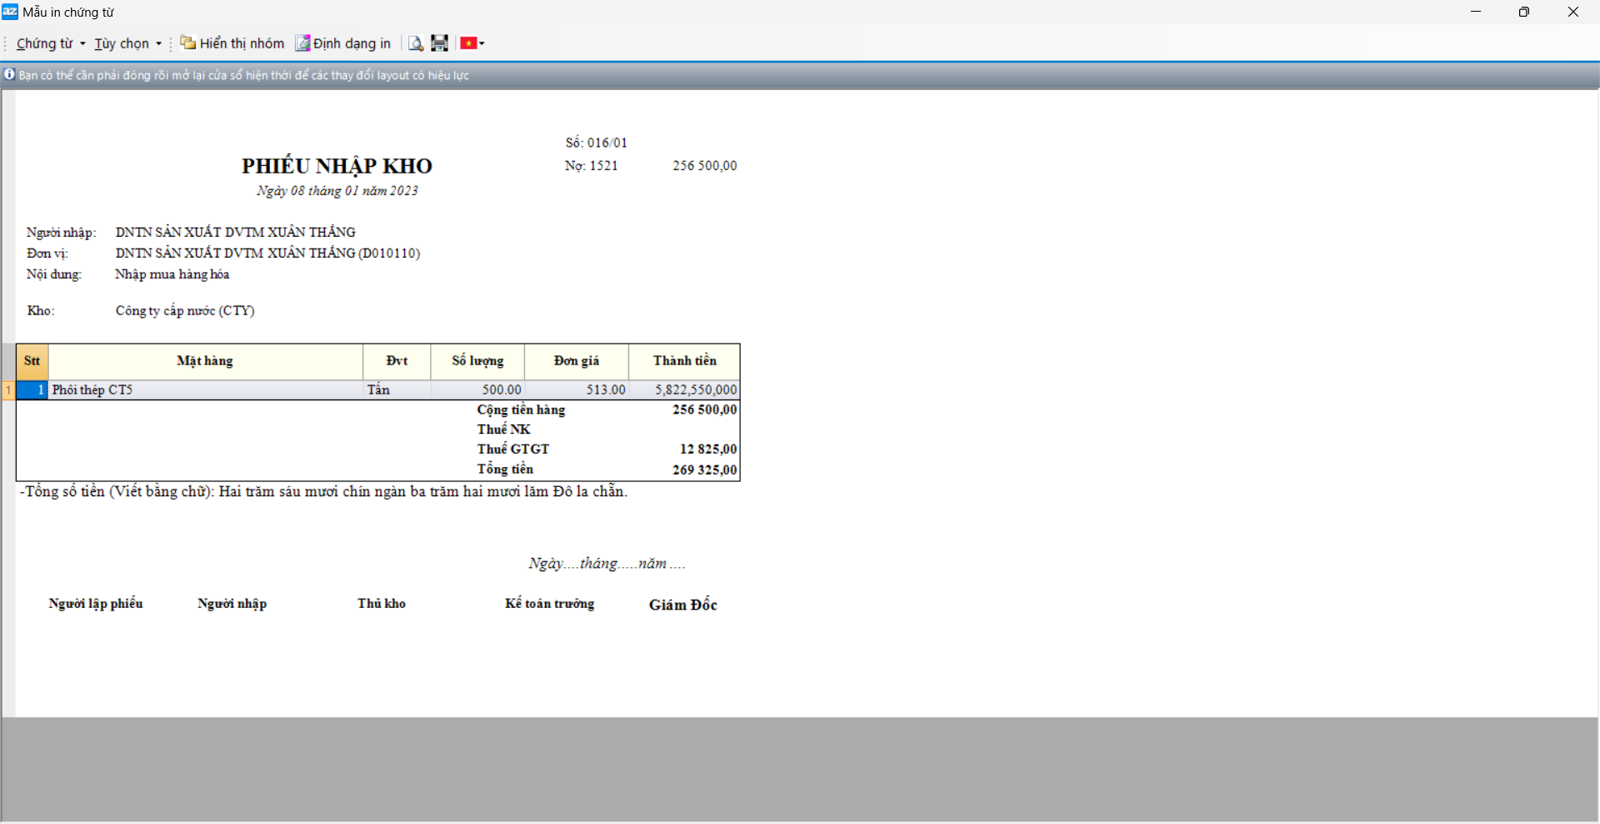 Mẫu in chứng từ
Chứng từ Tùy chọn Hiển thị nhóm Định dạng in
Bạn có thể cần phải đóng rồi mở lại cửa sổ hiện thời để các thay đổi layout có hiệu lực
Số: 016/01
PHIẾU NHẬP KHO
Nợ: 1521 256 500,00
Ngày 08 tháng 01 năm 2023
Người nhập: DNTN SẢN XUẤT DVTM XUÂN THẮNG
Đơn vị: DNTN SẢN XUẤT DVTM XUÂN THẮNG (D010110)
Nội dung: Nhập mua hàng hóa
Kho: Công ty cấp nước (CTY)
Stt Mặt hàng Đvt Số lượng Đơn giá Thành tiền
1 1 Phôi thép CT5 Tấn 500.00 513.00 5,822,550,000
Cộng tiền hàng 256 500,00
Thuế NK
Thuế GTGT 12 825,00
Tổng tiền 269 325,00
-Tổng số tiền (Viết bằng chữ): Hai trăm sáu mươi chín ngàn ba trăm hai mươi lăm Đô la chẵn.
Ngày....tháng.....năm ....
Người lập phiếu Người nhập Thủ kho Kế toán trưởng Giám Đốc